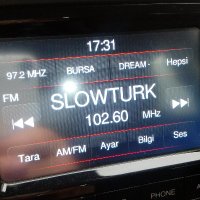 17:31
97.2 MHZ BURSA DREAM - Hepsi
FM
SLOWTURK
102.60 MHz
Tara AM/FM Ayar Bilgi Ses
PHONE